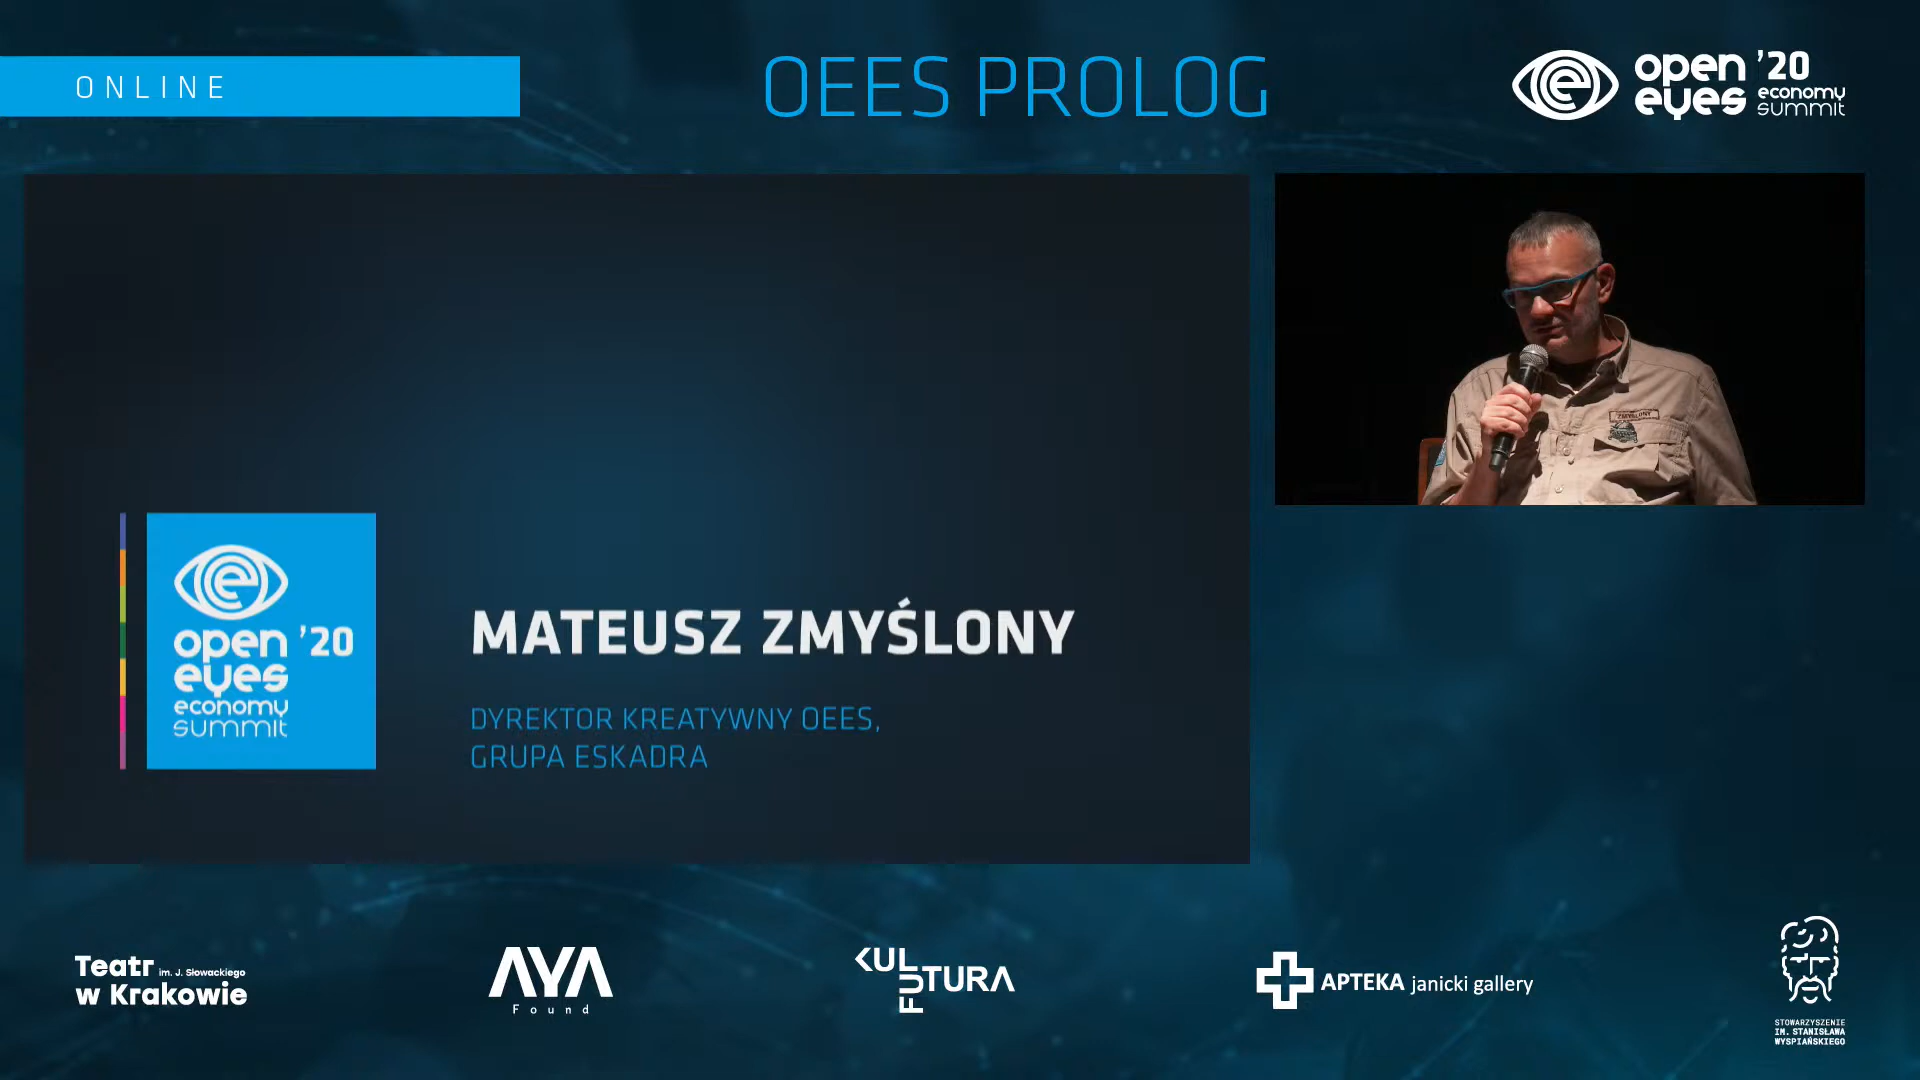 ONLINE
OEES PROLOG
open '20
eyes economy
summit
ZMYŚLONY
open '20
eyes
economy
summit
MATEUSZ ZMYŚLONY
DYREKTOR KREATYWNY OEES,
GRUPA ESKADRA
Teatr im. J. Słowackiego
w Krakowie
AYA
Found
KULTURA
FU
APTEKA janicki gallery
STOWARZYSZENIE
IM. STANISŁAWA
WYSPIAŃSKIEGO